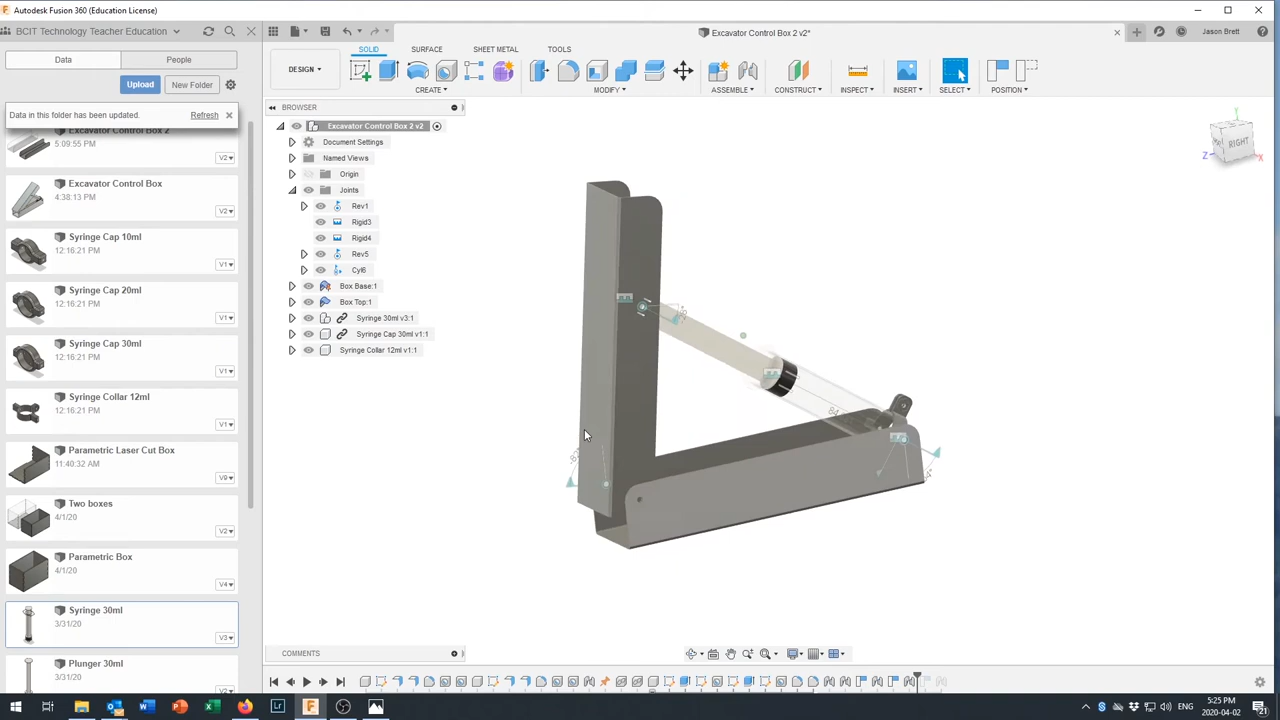 Autodesk Fusion 360 (Education License)
BCIT Technology Teacher Education
Excavator Control Box 2 v2*
Jason Brett
Data
People
SOLID
SURFACE
SHEET METAL
TOOLS
Upload
New Folder
DESIGN
CREATE
MODIFY
ASSEMBLE
CONSTRUCT
INSPECT
INSERT
SELECT
POSITION
Data in this folder has been updated.
Refresh
BROWSER
Excavator Control Box 2
5:09:55 PM
V2
Excavator Control Box
4:38:13 PM
V2
Syringe Cap 10ml
12:16:21 PM
V1
Syringe Cap 20ml
12:16:21 PM
V1
Syringe Cap 30ml
12:16:21 PM
V1
Syringe Collar 12ml
12:16:21 PM
V1
Parametric Laser Cut Box
11:40:32 AM
V9
Two boxes
4/1/20
V2
Parametric Box
4/1/20
V4
Syringe 30ml
3/31/20
V3
Plunger 30ml
3/31/20
V2
Excavator Control Box 2 v2
Document Settings
Named Views
Origin
Joints
Rev1
Rigid3
Rigid4
Rev5
Cyl6
Box Base:1
Box Top:1
Syringe 30ml v3:1
Syringe Cap 30ml v1:1
Syringe Collar 12ml v1:1
RIGHT
Y
Z
X
COMMENTS
ENG
5:25 PM
2020-04-02
21